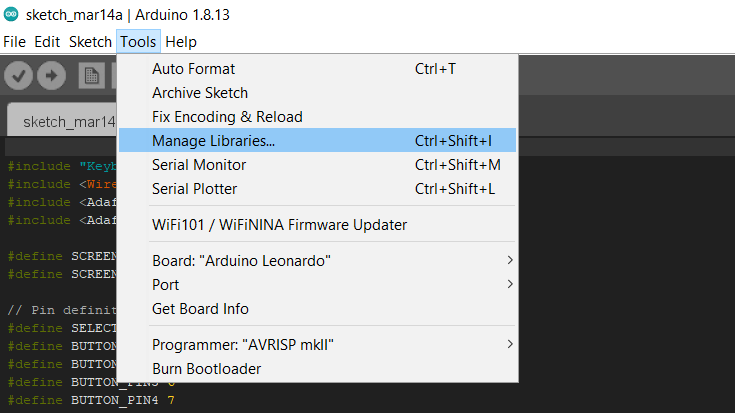 sketch_mar14a | Arduino 1.8.13
File Edit Sketch Tools Help
Auto Format Ctrl+T
Archive Sketch
Fix Encoding & Reload
Manage Libraries... Ctrl+Shift+I
Serial Monitor Ctrl+Shift+M
Serial Plotter Ctrl+Shift+L
WiFi101 / WiFiNINA Firmware Updater
Board: "Arduino Leonardo"
Port
Get Board Info
Programmer: "AVRISP mkII"
Burn Bootloader
sketch_mar14
#include "Keyb
#include <Wire
#include <Adaf
#include <Adaf
#define SCREEN
#define SCREEN
// Pin definit
#define SELECT
#define BUTTON
#define BUTTON
#define BUTTON_PIN3 6
#define BUTTON_PIN4 7